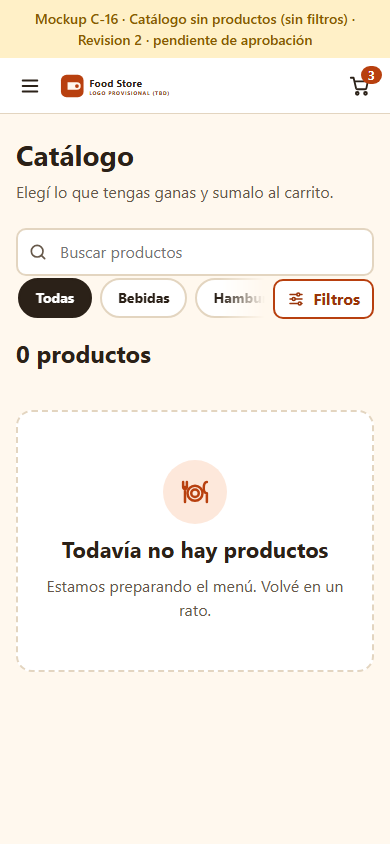 Mockup C-16 · Catálogo sin productos (sin filtros) ·
Revision 2 · pendiente de aprobación
Food Store
LOGO PROVISIONAL (TBD)
3
Catálogo
Elegí lo que tengas ganas y sumalo al carrito.
Buscar productos
Todas
Bebidas
Hambu
Filtros
0 productos
Todavía no hay productos
Estamos preparando el menú. Volvé en un
rato.